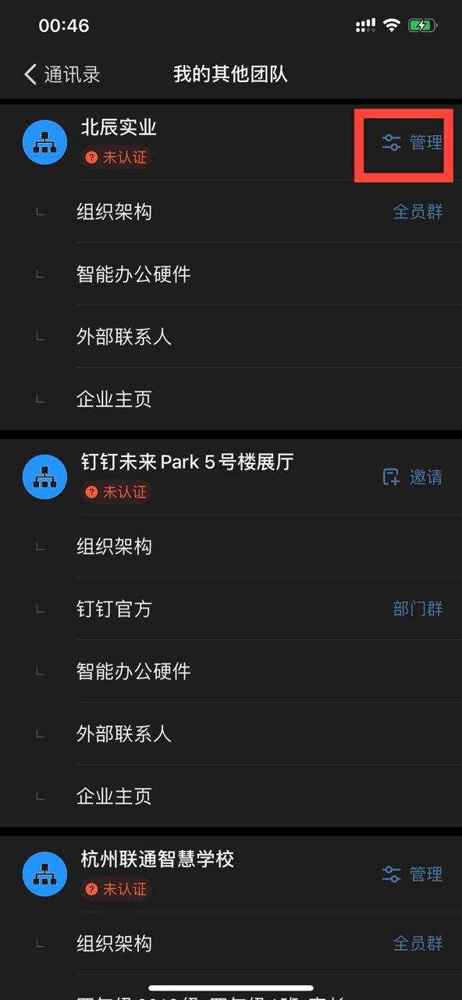 00:46
通讯录 我的其他团队
北辰实业
未认证
管理
组织架构 全员群
智能办公硬件
外部联系人
企业主页
钉钉未来Park 5号楼展厅
未认证
邀请
组织架构
钉钉官方 部门群
智能办公硬件
外部联系人
企业主页
杭州联通智慧学校
未认证
管理
组织架构 全员群